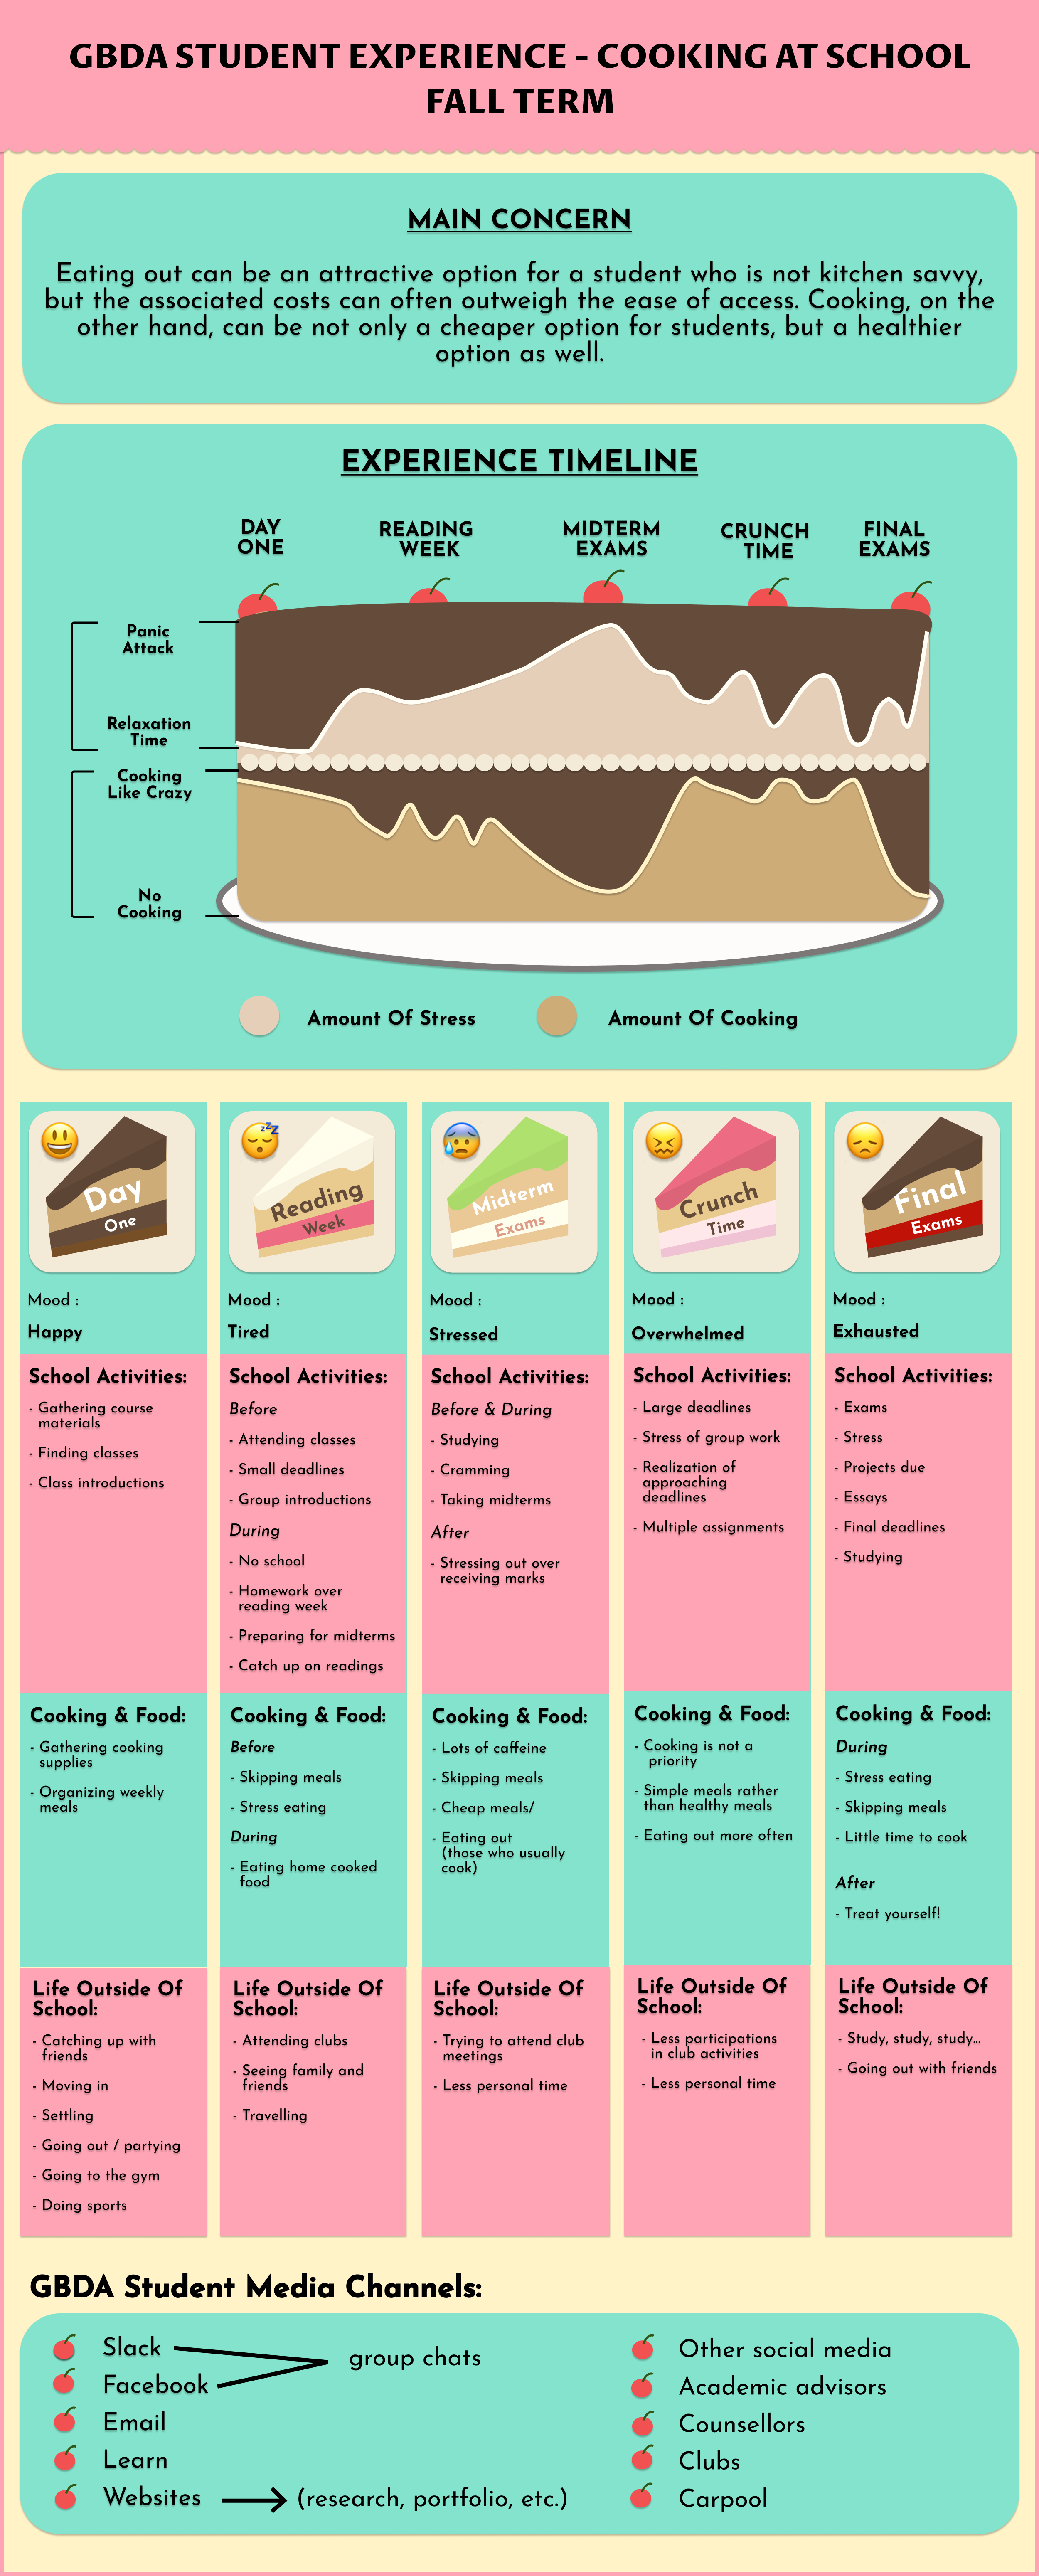 GBDA STUDENT EXPERIENCE - COOKING AT SCHOOL
FALL TERM
MAIN CONCERN
Eating out can be an attractive option for a student who is not kitchen savvy,
but the associated costs can often outweigh the ease of access. Cooking, on the
other hand, can be not only a cheaper option for students, but a healthier
option as well.
EXPERIENCE TIMELINE
DAY
ONE
READING
WEEK
MIDTERM
EXAMS
CRUNCH
TIME
FINAL
EXAMS
Panic
Attack
Relaxation
Time
Cooking
Like Crazy
No
Cooking
Amount Of Stress
Amount Of Cooking
zzZ
Day
One
Mood :
Happy
School Activities:
- Gathering course
materials
- Finding classes
- Class introductions
Cooking & Food:
- Gathering cooking
supplies
- Organizing weekly
meals
Life Outside Of
School:
- Catching up with
friends
- Moving in
- Settling
- Going out / partying
- Going to the gym
- Doing sports
Reading
Week
Mood :
Tired
School Activities:
Before
- Attending classes
- Small deadlines
- Group introductions
During
- No school
- Homework over
reading week
- Preparing for midterms
- Catch up on readings
Cooking & Food:
Before
- Skipping meals
- Stress eating
During
- Eating home cooked
food
Life Outside Of
School:
- Attending clubs
- Seeing family and
friends
- Travelling
Midterm
Exams
Mood :
Stressed
School Activities:
Before & During
- Studying
- Cramming
- Taking midterms
After
- Stressing out over
receiving marks
Cooking & Food:
- Lots of caffeine
- Skipping meals
- Cheap meals/
- Eating out
(those who usually
cook)
Life Outside Of
School:
- Trying to attend club
meetings
- Less personal time
Crunch
Time
Mood :
Overwhelmed
School Activities:
- Large deadlines
- Stress of group work
- Realization of
approaching
deadlines
- Multiple assignments
Cooking & Food:
- Cooking is not a
priority
- Simple meals rather
than healthy meals
- Eating out more often
Life Outside Of
School:
- Less participations
in club activities
- Less personal time
Final
Exams
Mood :
Exhausted
School Activities:
- Exams
- Stress
- Projects due
- Essays
- Final deadlines
- Studying
Cooking & Food:
During
- Stress eating
- Skipping meals
- Little time to cook
After
- Treat yourself!
Life Outside Of
School:
- Study, study, study...
- Going out with friends
GBDA Student Media Channels:
Slack
Facebook
group chats
Email
Learn
Websites
(research, portfolio, etc.)
Other social media
Academic advisors
Counsellors
Clubs
Carpool